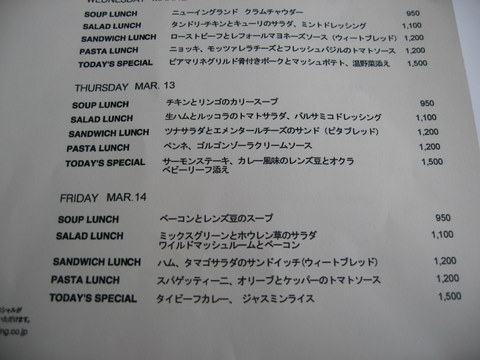 WEDNESDAY
SOUP LUNCH ニューイングランド クラムチャウダー 950
SALAD LUNCH タンドリーチキンとキューリのサラダ、ミントドレッシング 1,100
SANDWICH LUNCH ローストビーフとレフォールマヨネーズソース (ウィートブレッド) 1,200
PASTA LUNCH ニョッキ、モッツァレラチーズとフレッシュバジルのトマトソース 1,200
TODAY'S SPECIAL ビアマリネグリルド骨付きポークとマッシュポテト、温野菜添え 1,500
THURSDAY MAR. 13
SOUP LUNCH チキンとリンゴのカリースープ 950
SALAD LUNCH 生ハムとルッコラのトマトサラダ、バルサミコドレッシング 1,100
SANDWICH LUNCH ツナサラダとエメンタールチーズのサンド (ピタブレッド) 1,200
PASTA LUNCH ペンネ、ゴルゴンゾーラクリームソース 1,200
TODAY'S SPECIAL サーモンステーキ、カレー風味のレンズ豆とオクラ 1,500
ベビーリーフ添え
FRIDAY MAR.14
SOUP LUNCH ベーコンとレンズ豆のスープ 950
SALAD LUNCH ミックスグリーンとホウレン草のサラダ 1,100
ワイルドマッシュルームとベーコン
SANDWICH LUNCH ハム、タマゴサラダのサンドイッチ(ウィートブレッド) 1,200
PASTA LUNCH スパゲッティーニ、オリーブとケッパーのトマトソース 1,200
TODAY'S SPECIAL タイビーフカレー、 ジャスミンライス 1,500
ng.co.jp